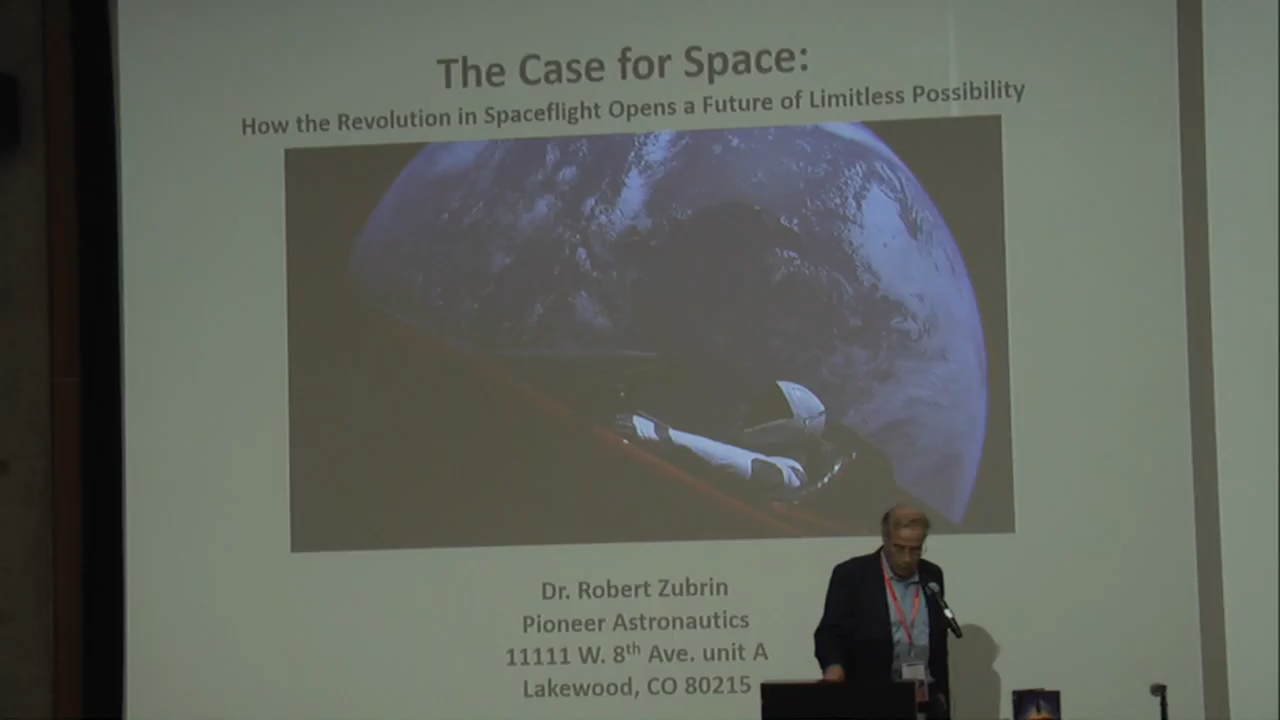 The Case for Space:
How the Revolution in Spaceflight Opens a Future of Limitless Possibility
Dr. Robert Zubrin
Pioneer Astronautics
11111 W. 8th Ave. unit A
Lakewood, CO 80215